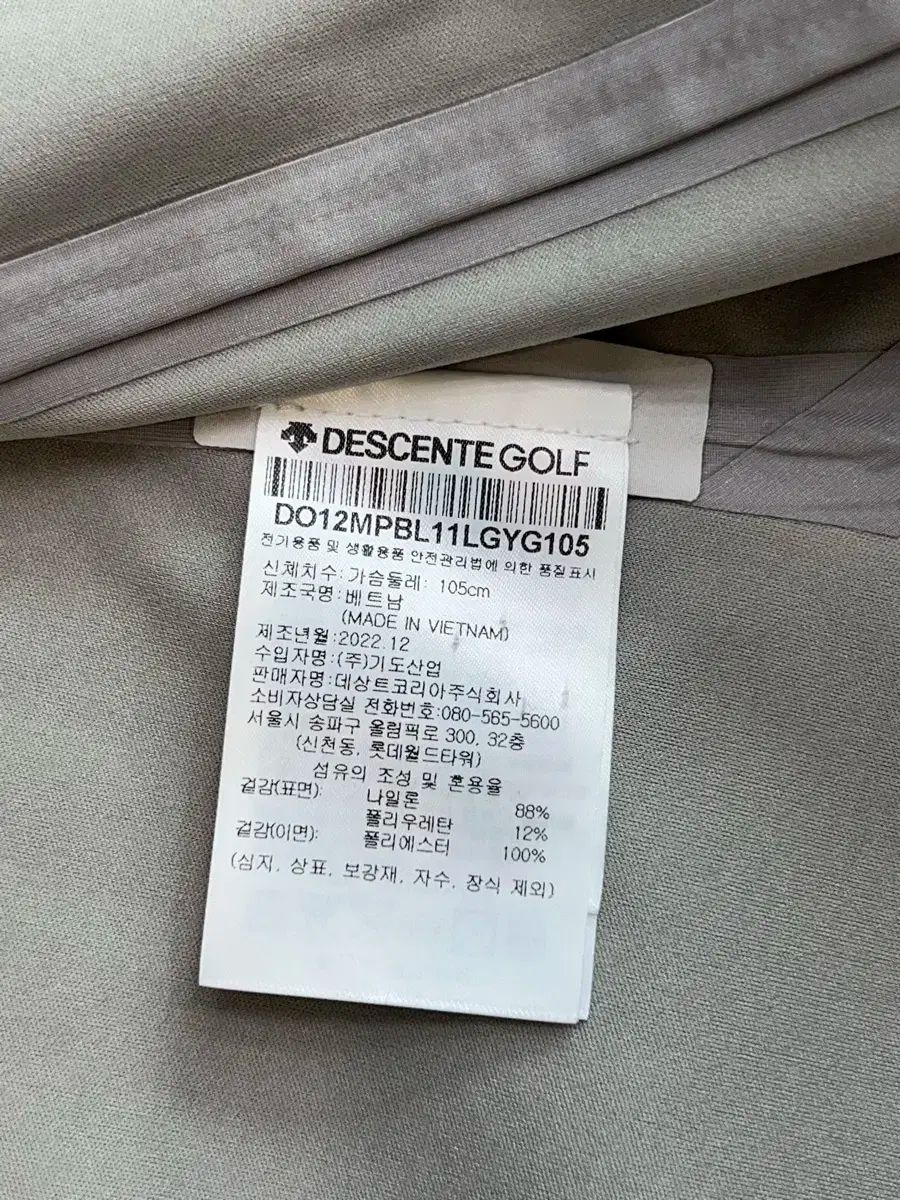 DESCENTE GOLF
DO12MPBL11LGYG105
전기용품 및 생활용품 안전관리법에 의한 품질표시
신체치수:가슴둘레: 105cm
제조국명:베트남
(MADE IN VIETNAM)
제조년월:2022.12
수입자명:(주)기도산업
판매자명:데상트코리아주식회사
소비자상담실 전화번호:080-565-5600
서울시 송파구 올림픽로 300, 32층
(신천동, 롯데월드타워)
섬유의 조성 및 혼용율
겉감(표면): 나일론 88%
폴리우레탄 12%
겉감(이면): 폴리에스터 100%
(심지, 상표, 보강재, 자수, 장식 제외)